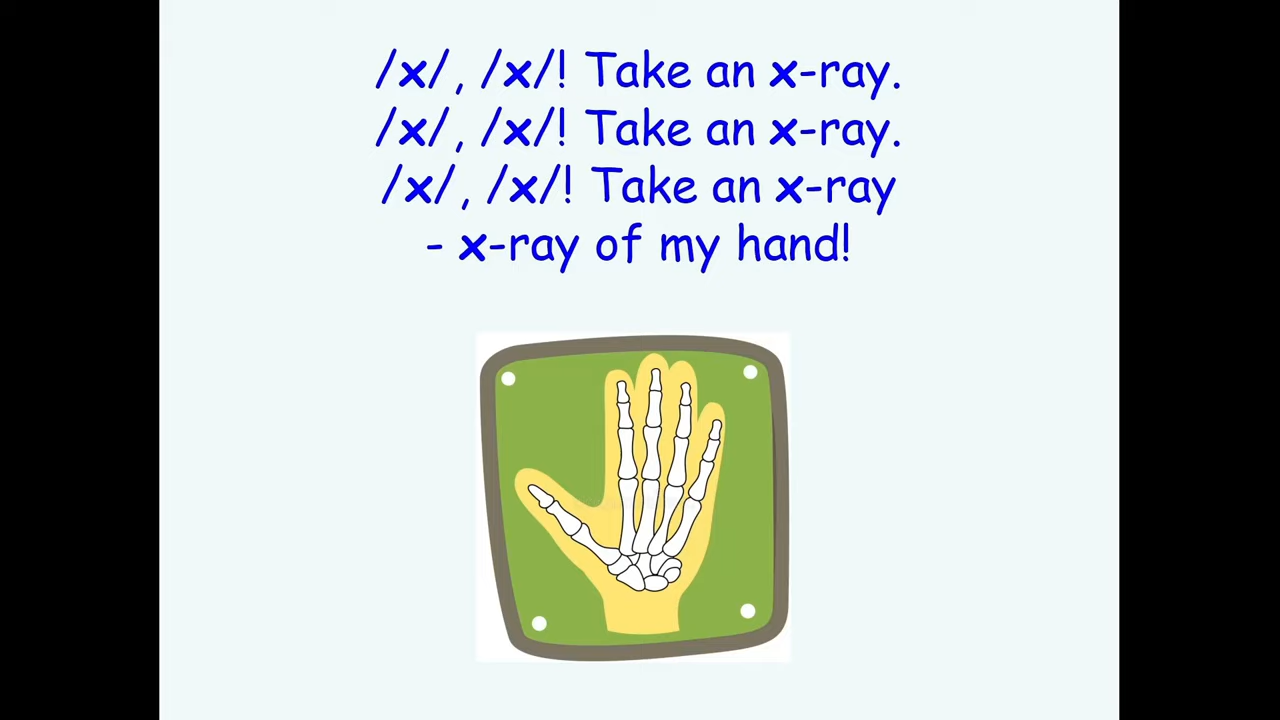 /x/, /x/! Take an x-ray.
/x/, /x/! Take an x-ray.
/x/, /x/! Take an x-ray
- x-ray of my hand!